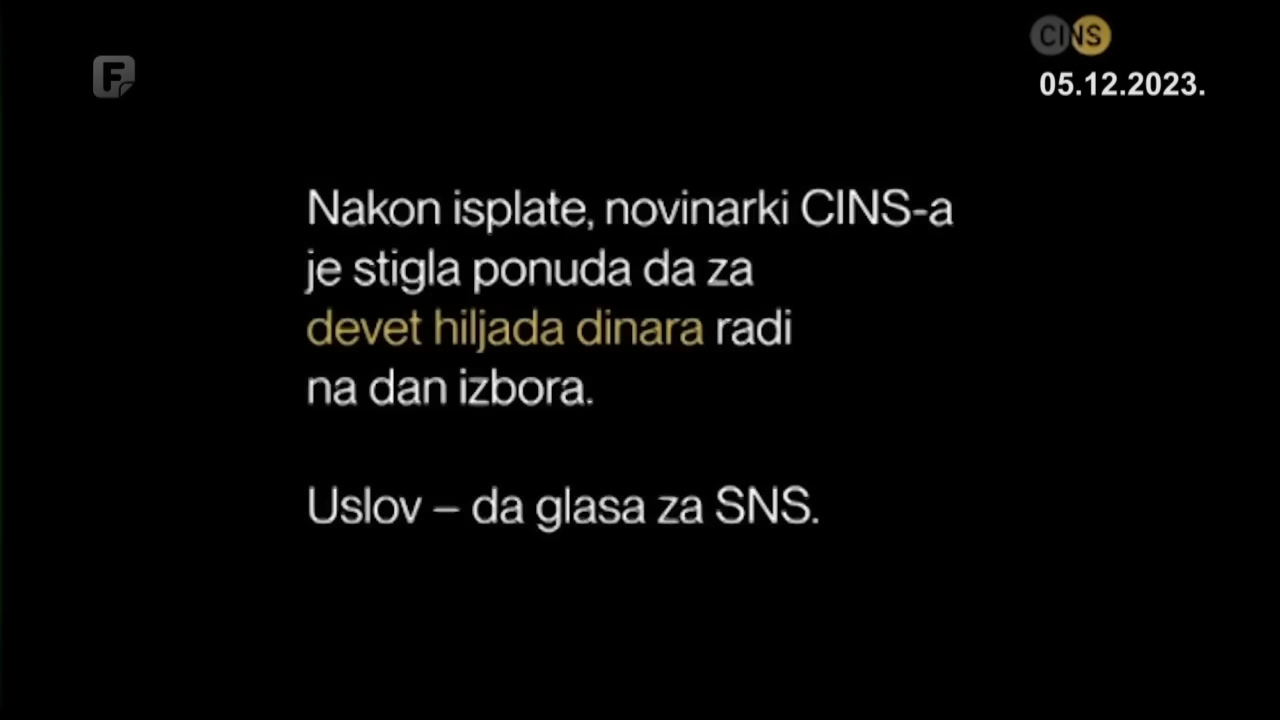 CINS
F
05.12.2023.
Nakon isplate, novinarki CINS-a
je stigla ponuda da za
devet hiljada dinara radi
na dan izbora.
Uslov – da glasa za SNS.